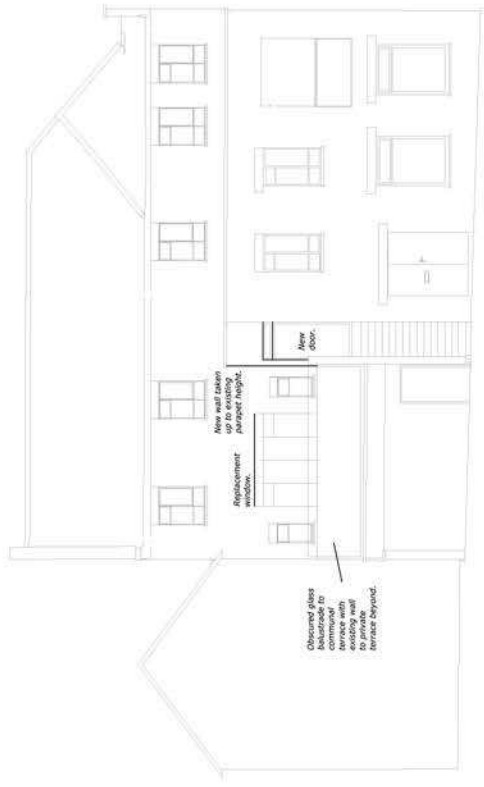 New wall taken
up to existing
parapet height.
Replacement
window.
New
door.
Obscured glass
balustrade to
communal
terrace with
existing wall
to private
terrace beyond.